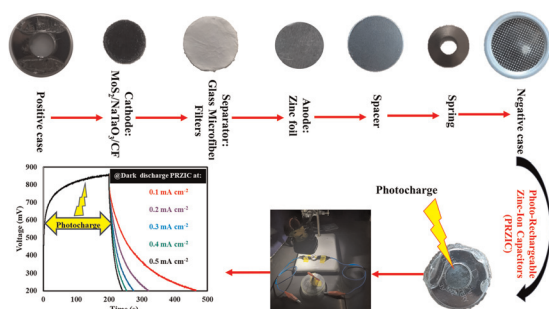 Positive case
Cathode:
MoS2/NaTaO3/CF
Separator:
Glass Microfiber
Filters
Anode:
Zinc foil
Spacer
Spring
Negative case
Photo-Rechargeable
Zinc-Ion Capacitors
(PRZIC)
Photocharge
@Dark discharge PRZIC at:
0.1 mA cm-2
0.2 mA cm-2
0.3 mA cm-2
0.4 mA cm-2
0.5 mA cm-2
Photocharge
Voltage (mV)
900
800
700
600
500
400
300
200
0 100 200 300 400 500
Time (s)